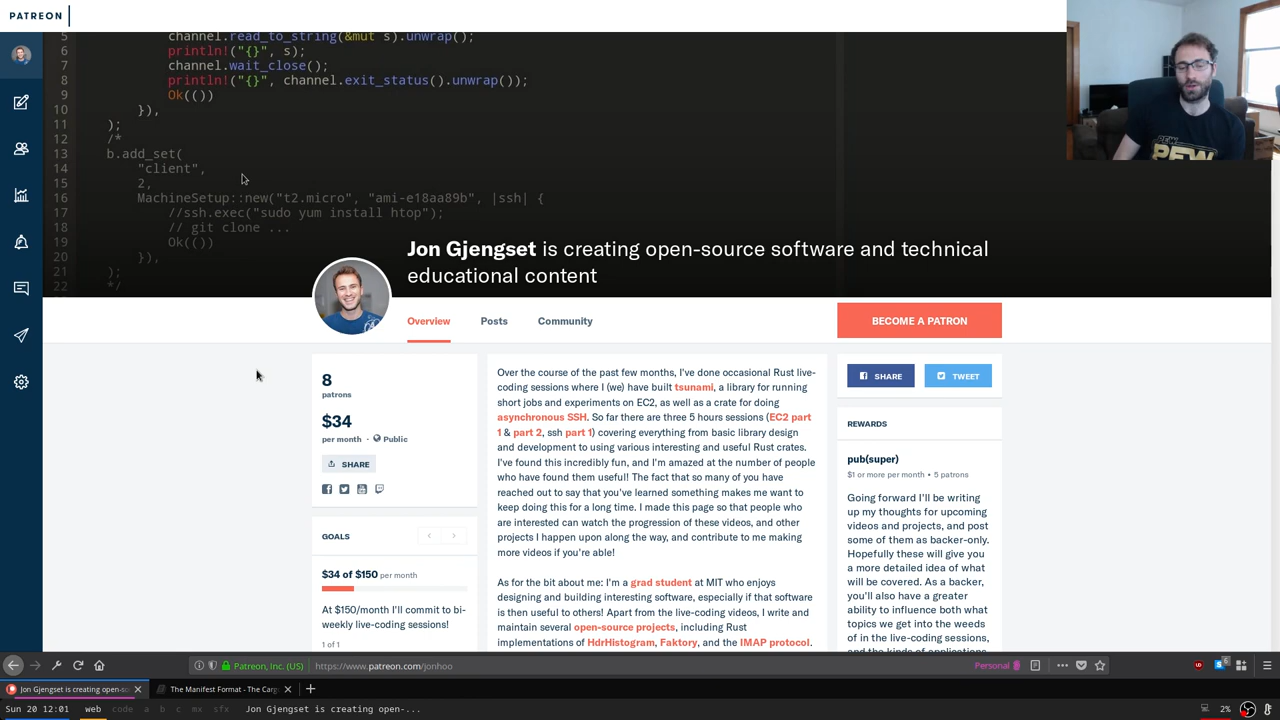 PATREON
5 channel.read_to_string(&mut s).unwrap();
6 println!("{}", s);
7 channel.wait_close();
8 println!("{}", channel.exit_status().unwrap());
9 Ok(())
10 }),
11 );
12 /*
13 b.add_set(
14 "client",
15 2,
16 MachineSetup::new("t2.micro", "ami-e18aa89b", |ssh| {
17 //ssh.exec("sudo yum install htop");
18 // git clone ...
19 Ok(())
20 }),
21 );
22 */
PEW
PEW
Jon Gjengset is creating open-source software and technical
educational content
Overview
Posts
Community
BECOME A PATRON
8
patrons
$34
per month • Public
SHARE
GOALS
$34 of $150 per month
At $150/month I'll commit to bi-
weekly live-coding sessions!
1 of 1
Over the course of the past few months, I've done occasional Rust live-
coding sessions where I (we) have built tsunami, a library for running
short jobs and experiments on EC2, as well as a crate for doing
asynchronous SSH. So far there are three 5 hours sessions (EC2 part
1 & part 2, ssh part 1) covering everything from basic library design
and development to using various interesting and useful Rust crates.
I've found this incredibly fun, and I'm amazed at the number of people
who have found them useful! The fact that so many of you have
reached out to say that you've learned something makes me want to
keep doing this for a long time. I made this page so that people who
are interested can watch the progression of these videos, and other
projects I happen upon along the way, and contribute to me making
more videos if you're able!
As for the bit about me: I'm a grad student at MIT who enjoys
designing and building interesting software, especially if that software
is then useful to others! Apart from the live-coding videos, I write and
maintain several open-source projects, including Rust
implementations of HdrHistogram, Faktory, and the IMAP protocol.
SHARE
TWEET
REWARDS
pub(super)
$1 or more per month • 5 patrons
Going forward I'll be writing
up my thoughts for upcoming
videos and projects, and post
some of them as backer-only.
Hopefully these will give you
a more detailed idea of what
will be covered. As a backer,
you'll also have a greater
ability to influence both what
topics we get into the weeds
of in the live-coding sessions,
and the kinds of applications
Patreon, Inc. (US)
https://www.patreon.com/jonhoo
Personal
Jon Gjengset is creating open-so
The Manifest Format - The Carg
Sun 20 12:01 web code a b c mx sfx Jon Gjengset is creating open-...
2%